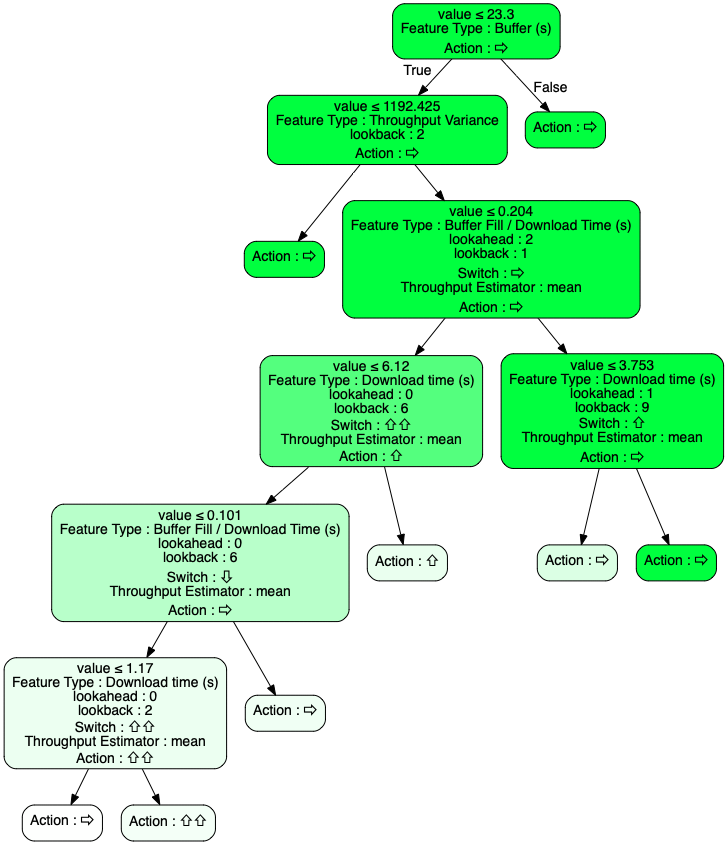 value ≤ 23.3
Feature Type : Buffer (s)
Action : ⇨
True
False
value ≤ 1192.425
Feature Type : Throughput Variance
lookback : 2
Action : ⇨
Action : ⇨
value ≤ 0.204
Feature Type : Buffer Fill / Download Time (s)
lookahead : 2
lookback : 1
Switch : ⇨
Throughput Estimator : mean
Action : ⇨
Action : ⇨
value ≤ 6.12
Feature Type : Download time (s)
lookahead : 0
lookback : 6
Switch : ⇧⇧
Throughput Estimator : mean
Action : ⇧
value ≤ 3.753
Feature Type : Download time (s)
lookahead : 1
lookback : 9
Switch : ⇧
Throughput Estimator : mean
Action : ⇨
value ≤ 0.101
Feature Type : Buffer Fill / Download Time (s)
lookahead : 0
lookback : 6
Switch : ⇩
Throughput Estimator : mean
Action : ⇨
Action : ⇧
Action : ⇨
Action : ⇨
value ≤ 1.17
Feature Type : Download time (s)
lookahead : 0
lookback : 2
Switch : ⇧⇧
Throughput Estimator : mean
Action : ⇧⇧
Action : ⇨
Action : ⇨
Action : ⇧⇧